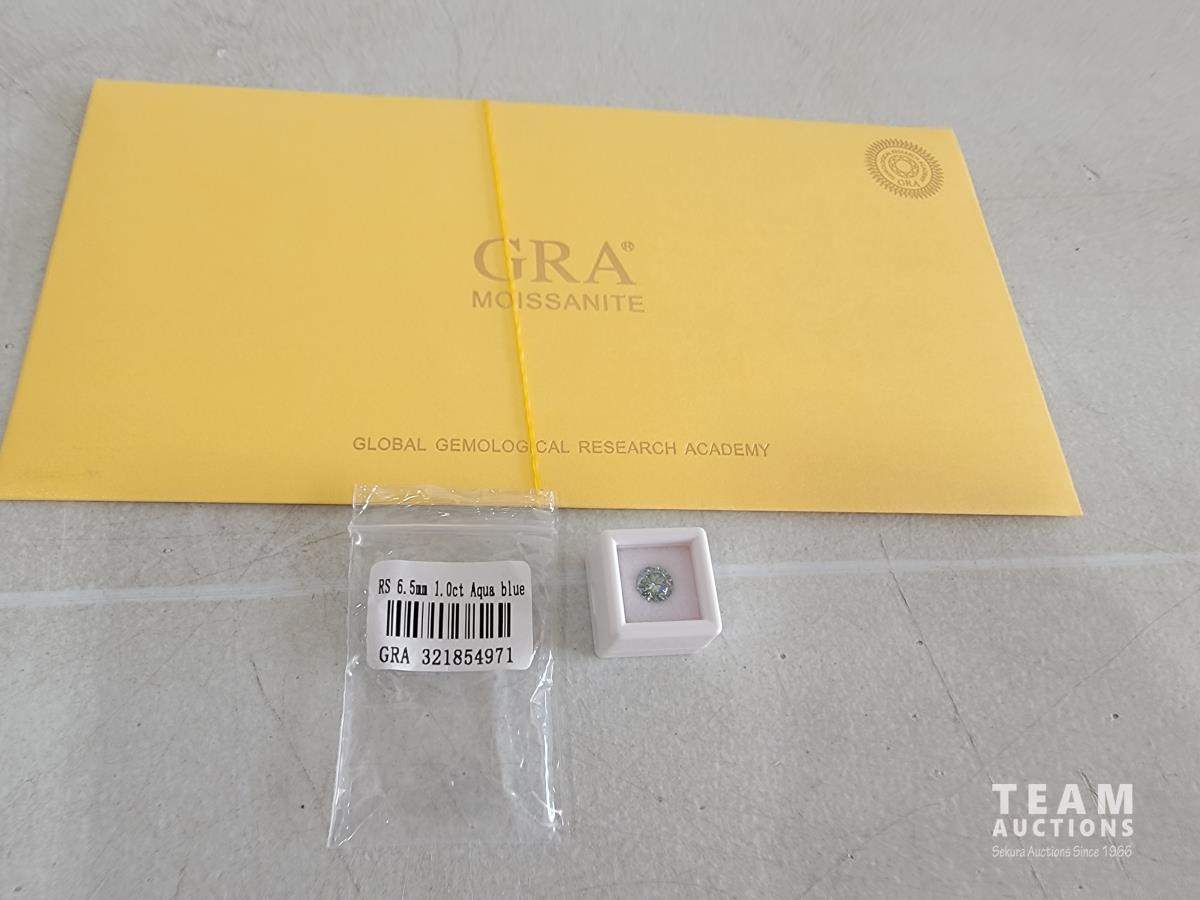 GRA®
MOISSANITE
GLOBAL GEMOLOGICAL RESEARCH ACADEMY
GRA
RS 6.5mm 1.0ct Aqua blue
GRA 321854971
TEAM
AUCTIONS
Sekura Auctions Since 1966